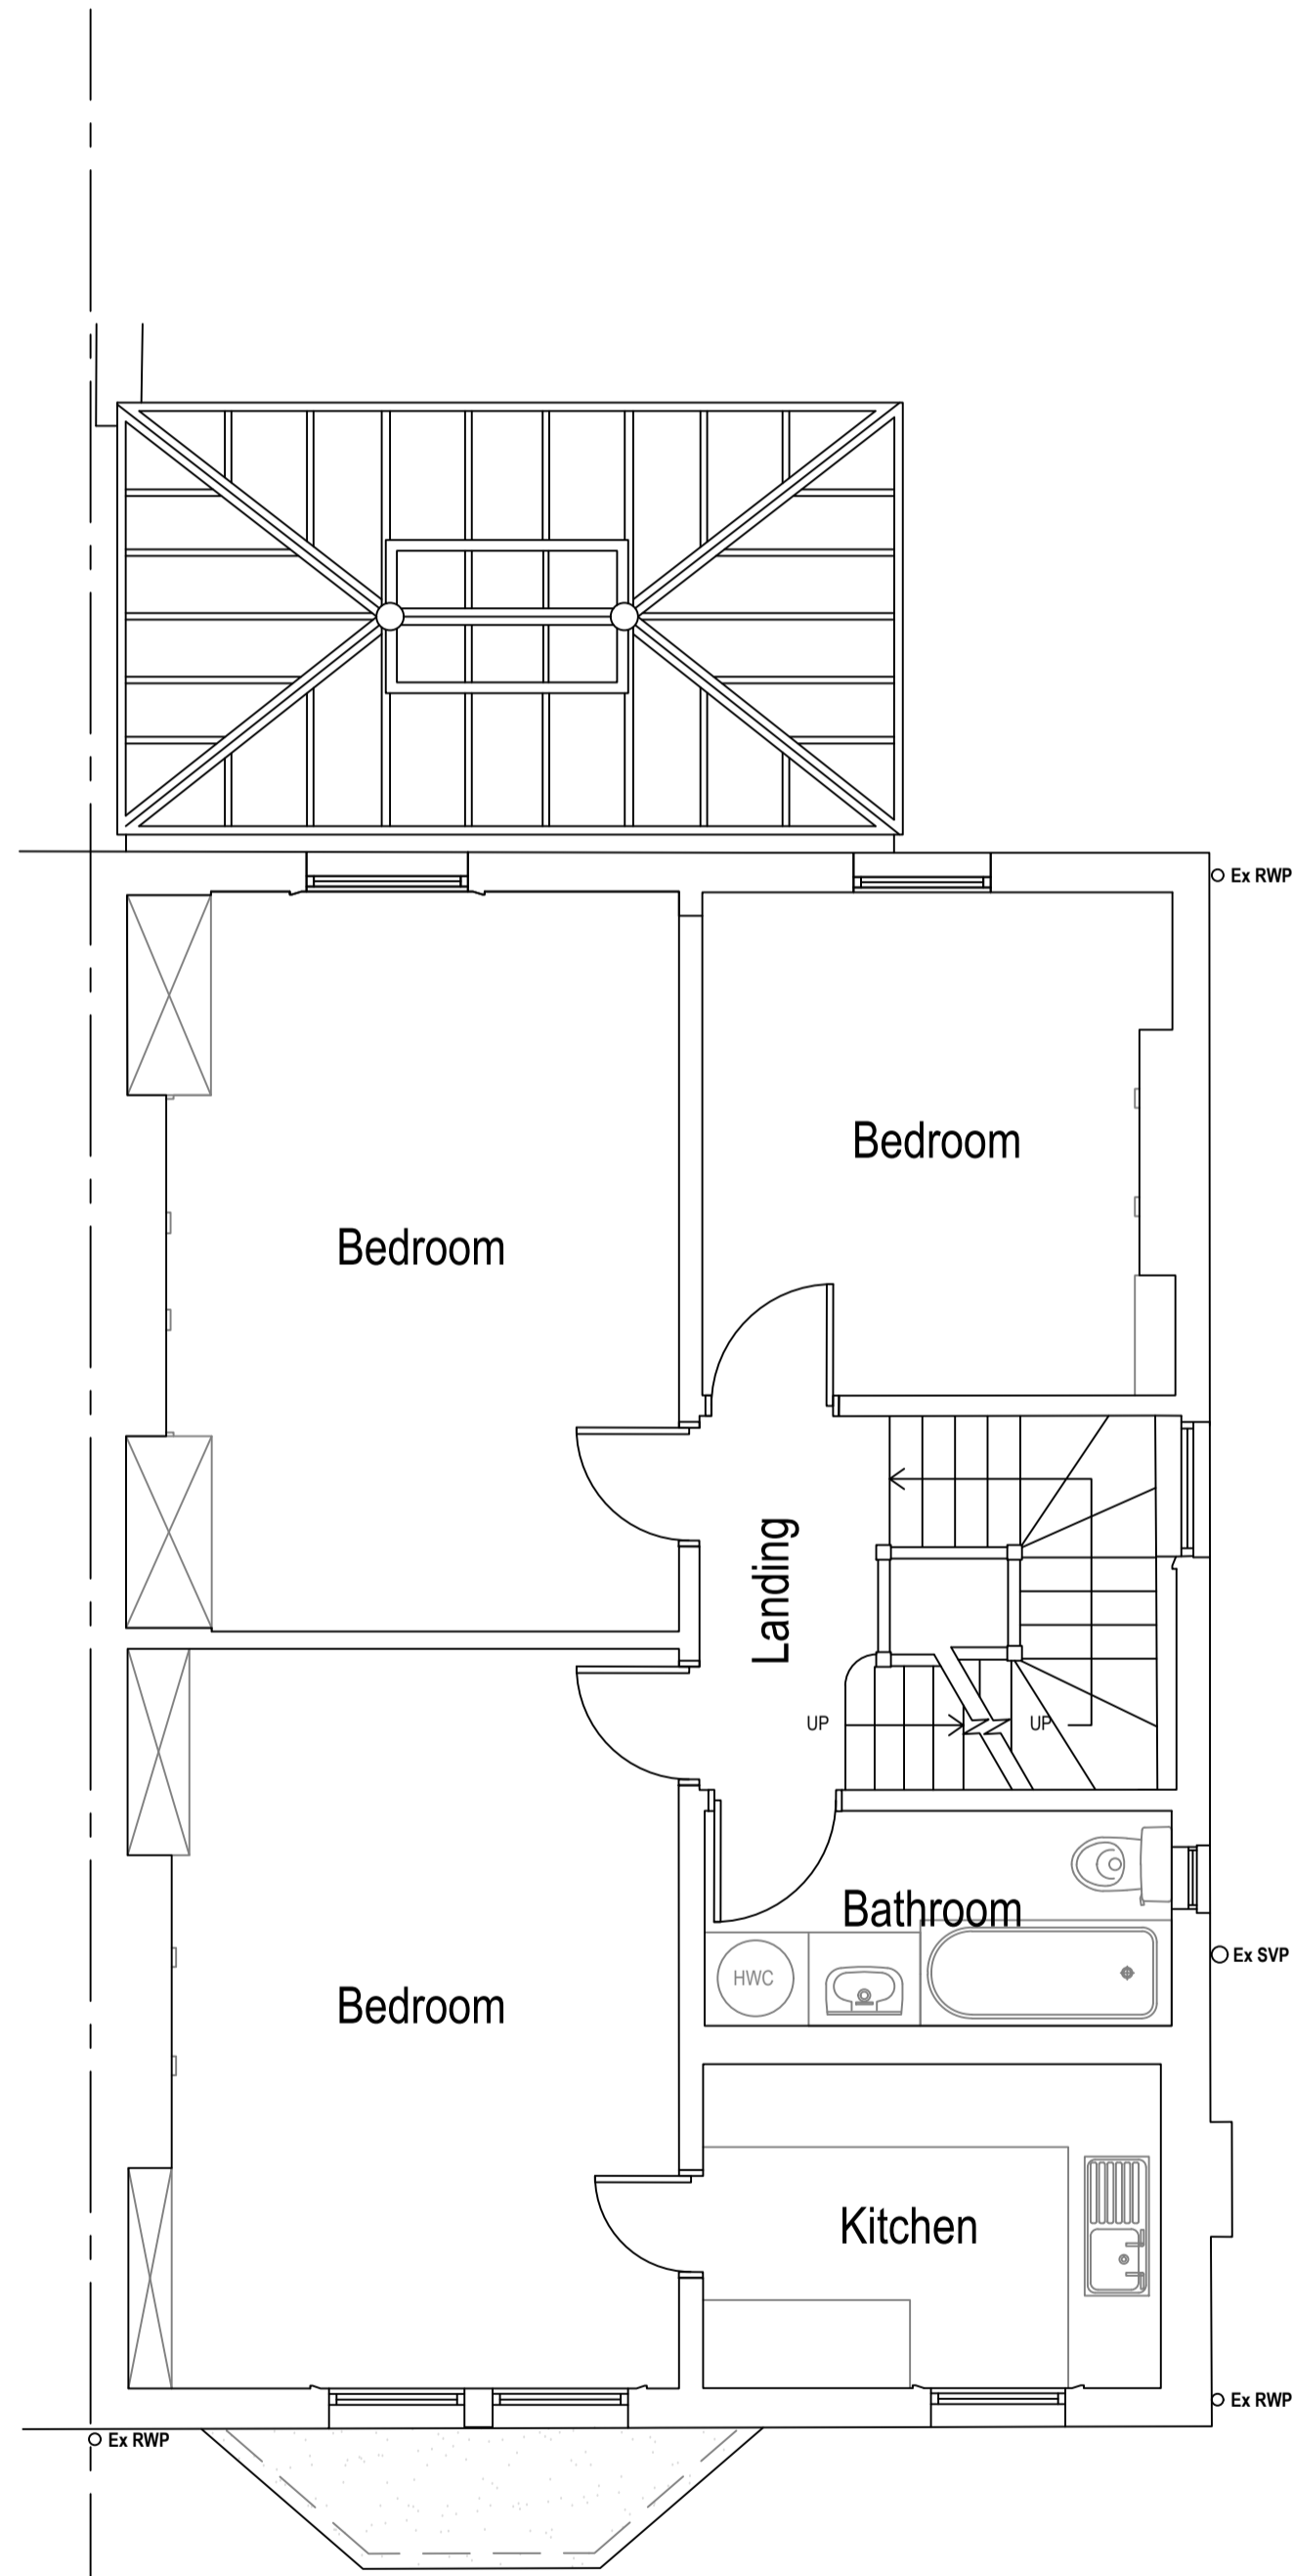 Ex RWP
Bedroom
Bedroom
Landing
UP
UP
Bathroom
Ex SVP
HWC
Bedroom
Kitchen
Ex RWP
Ex RWP